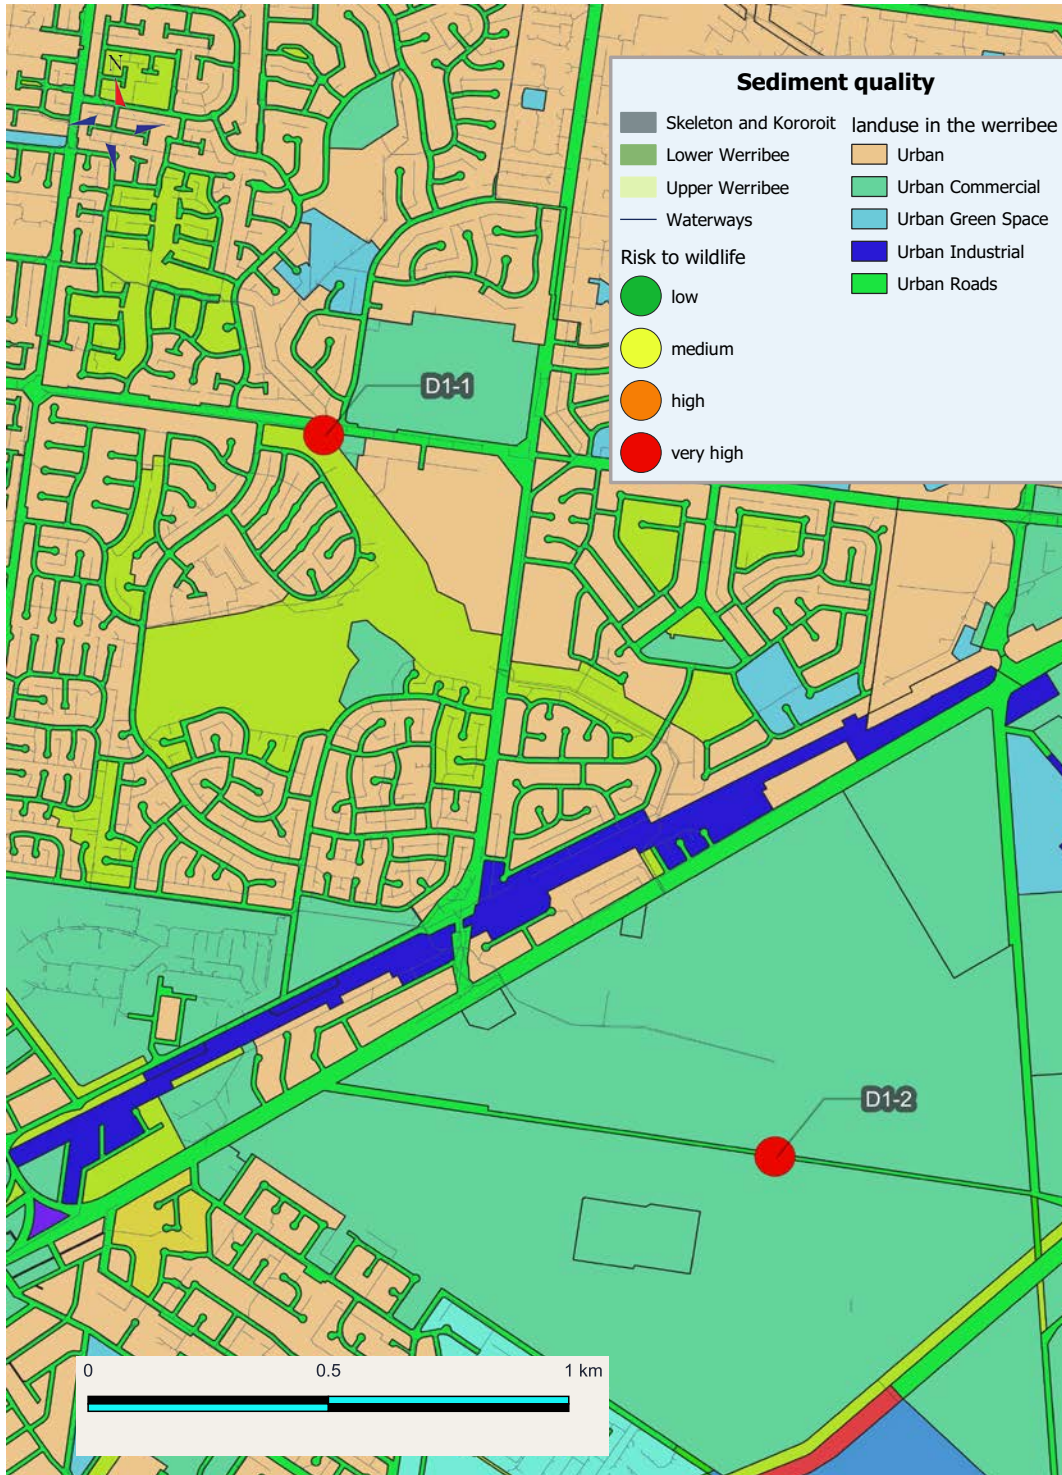 N
Sediment quality
Skeleton and Kororoit
Lower Werribee
Upper Werribee
Waterways
Risk to wildlife
low
medium
high
very high
landuse in the werribee
Urban
Urban Commercial
Urban Green Space
Urban Industrial
Urban Roads
D1-1
D1-2
0 0.5 1 km